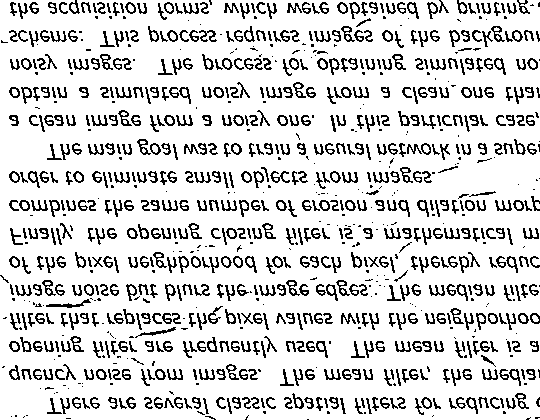 There are several classic spatial filters for reducing
quency noise from images. The mean filter, the median
opening filter are frequently used. The mean filter is a
filter that replaces the pixel values with the neighborhoo
image noise but blurs the image edges. The median filte
of the pixel neighborhood for each pixel, thereby reduc
Finally, the opening closing filter is a mathematical m
combines the same number of erosion and dilation morp
order to eliminate small objects from images.
The main goal was to train a neural network in a super
a clean image from a noisy one. In this particular case,
obtain a simulated noisy image from a clean one than
noisy images. The process for obtaining simulated no
scheme: This process requires images of the backgroun
the acquisition forms, which were obtained by printing